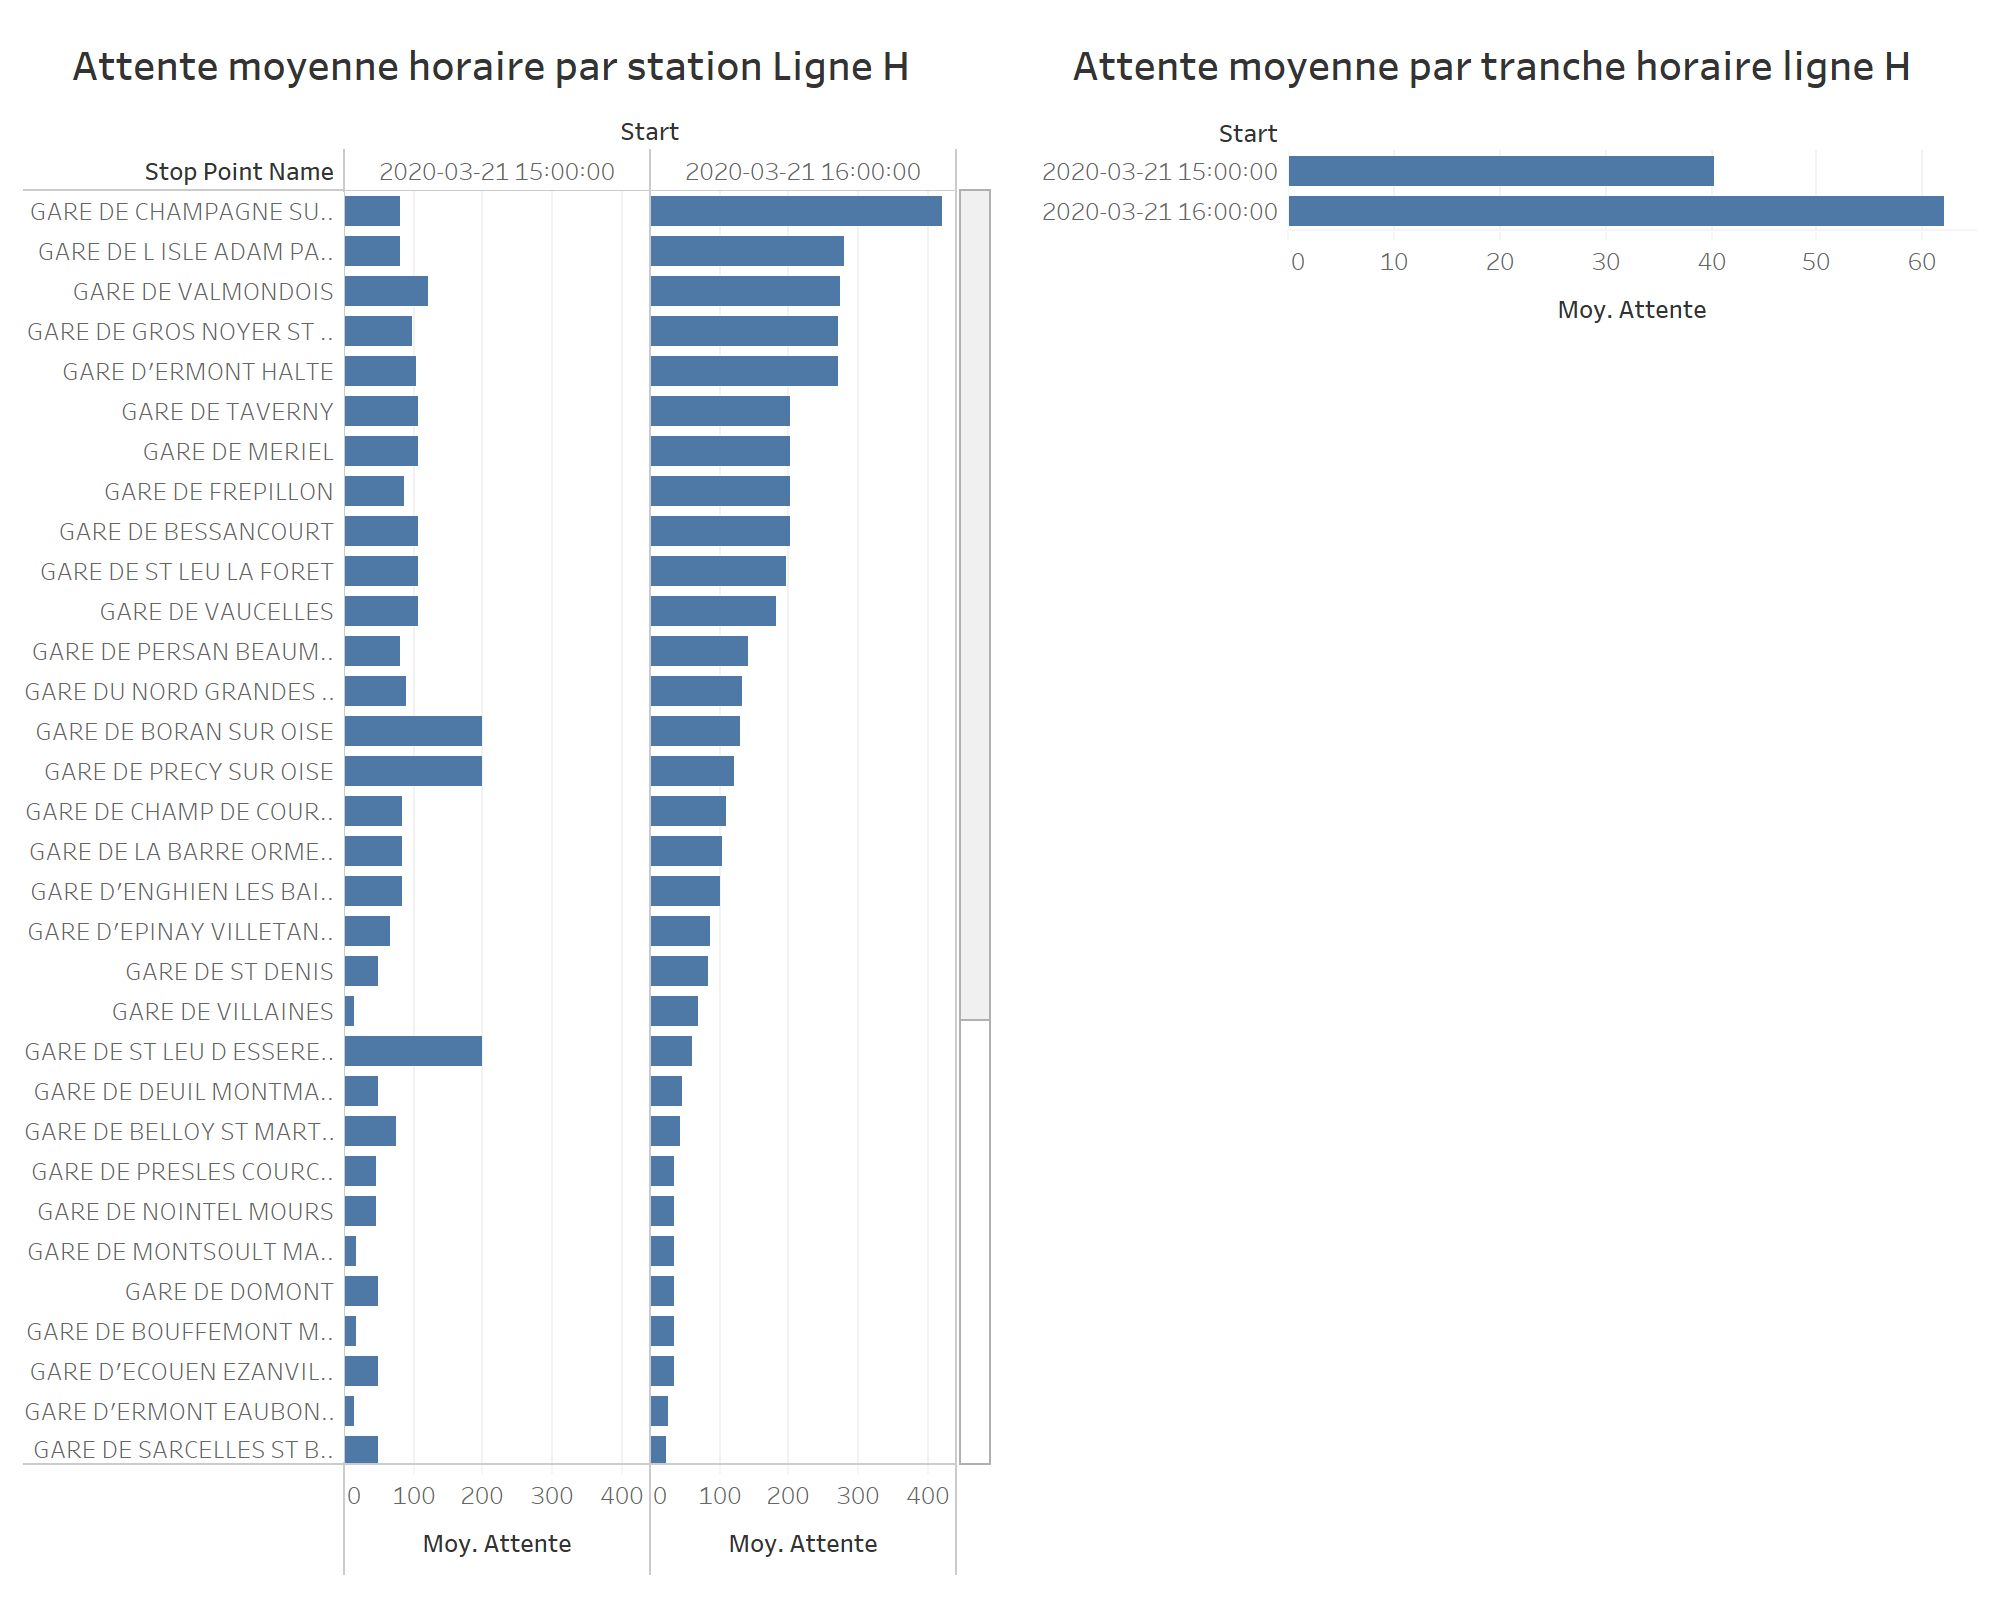 Attente moyenne horaire par station Ligne H
Start
Stop Point Name 2020-03-21 15:00:00 2020-03-21 16:00:00
GARE DE CHAMPAGNE SU..
GARE DE L ISLE ADAM PA..
GARE DE VALMONDOIS
GARE DE GROS NOYER ST ..
GARE D'ERMONT HALTE
GARE DE TAVERNY
GARE DE MERIEL
GARE DE FREPILLON
GARE DE BESSANCOURT
GARE DE ST LEU LA FORET
GARE DE VAUCELLES
GARE DE PERSAN BEAUM..
GARE DU NORD GRANDES ..
GARE DE BORAN SUR OISE
GARE DE PRECY SUR OISE
GARE DE CHAMP DE COUR..
GARE DE LA BARRE ORME..
GARE D'ENGHIEN LES BAI..
GARE D'EPINAY VILLETAN..
GARE DE ST DENIS
GARE DE VILLAINES
GARE DE ST LEU D ESSERE..
GARE DE DEUIL MONTMA..
GARE DE BELLOY ST MART..
GARE DE PRESLES COURC..
GARE DE NOINTEL MOURS
GARE DE MONTSOULT MA..
GARE DE DOMONT
GARE DE BOUFFEMONT M..
GARE D'ECOUEN EZANVIL..
GARE D'ERMONT EAUBON..
GARE DE SARCELLES ST B..
0 100 200 300 400 0 100 200 300 400
Moy. Attente Moy. Attente
Attente moyenne par tranche horaire ligne H
Start
2020-03-21 15:00:00
2020-03-21 16:00:00
0 10 20 30 40 50 60
Moy. Attente